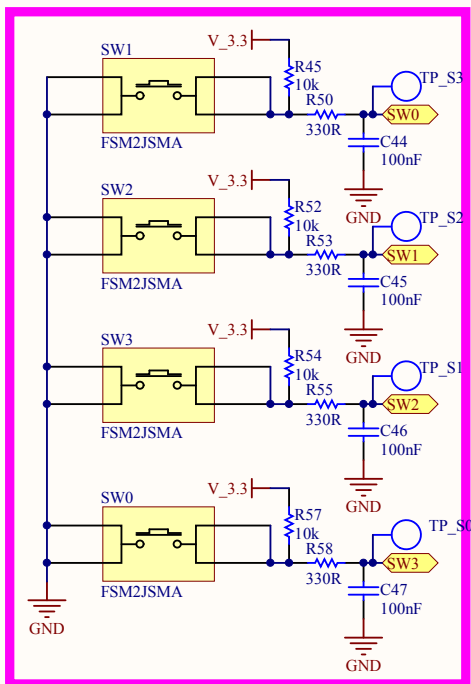 V_3.3
SW1
R45
10k
TP_S3
R50
SW0
330R
C44
100nF
FSM2JSMA
GND
V_3.3
SW2
R52
10k
TP_S2
R53
SW1
330R
C45
100nF
FSM2JSMA
GND
V_3.3
SW3
R54
10k
TP_S1
R55
SW2
330R
C46
100nF
FSM2JSMA
GND
V_3.3
SW0
R57
10k
TP_S0
R58
SW3
330R
C47
100nF
FSM2JSMA
GND
GND